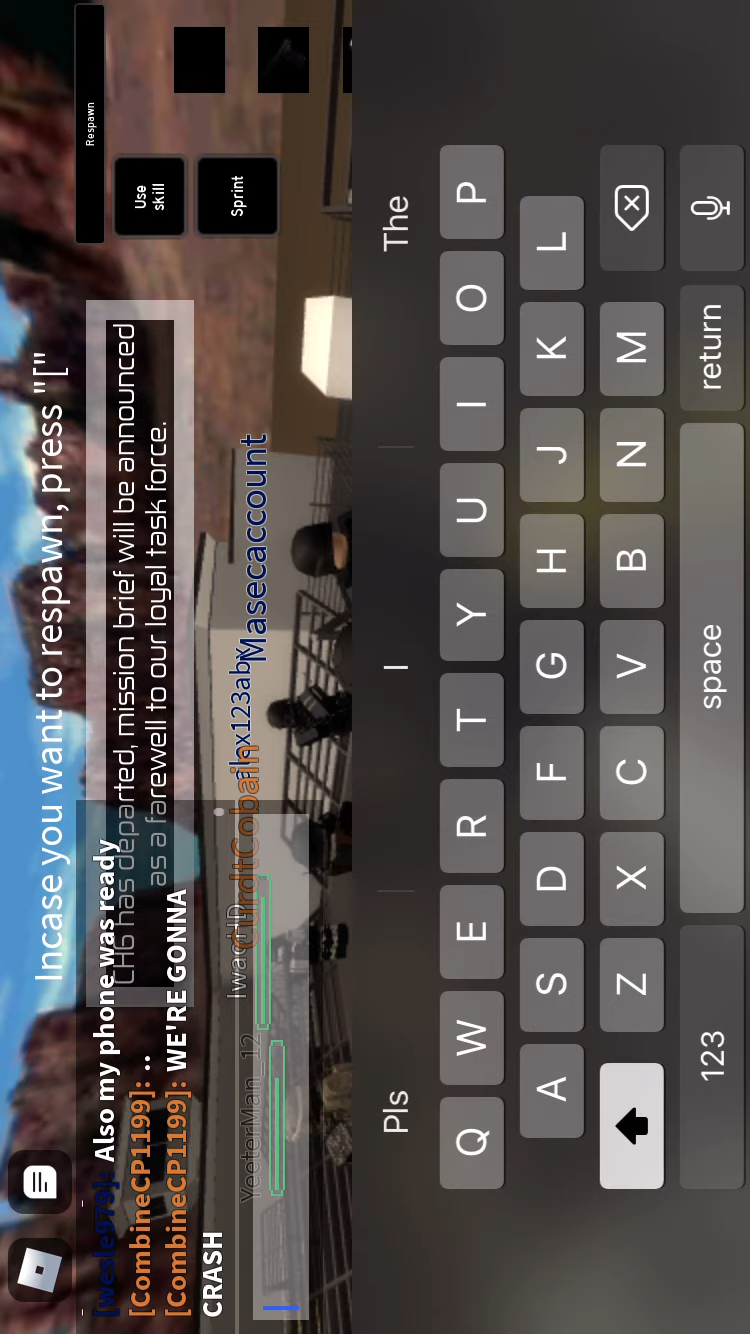 Incase you want to respawn, press "["
Respawn
Use
skill
Sprint
CH6 has departed, mission brief will be announced
as a farewell to our loyal task force.
[wesle979]: Also my phone was ready
[CombineCP1199]: ..
[CombineCP1199]: WE'RE GONNA
CRASH
Masecaccount
YeeterMan_12
Pls
I
The
Q W E R T Y U I O P
A S D F G H J K L
Z X C V B N M
123
space
return